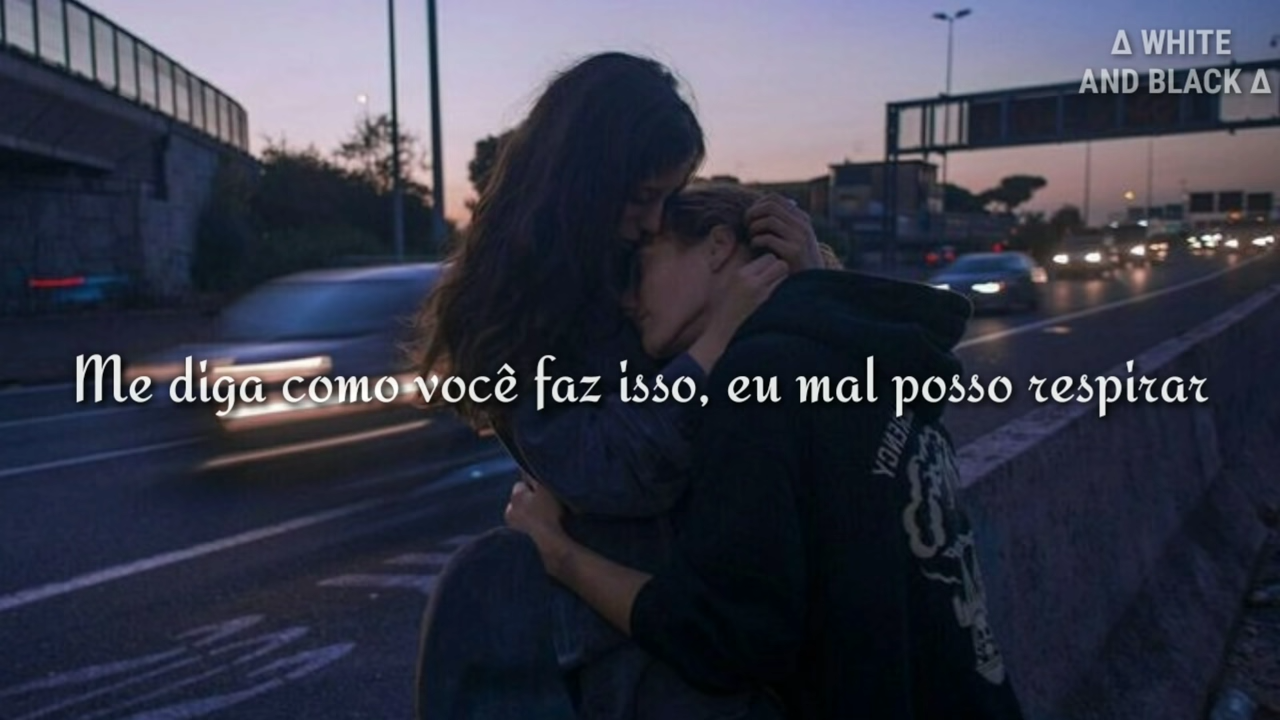 Δ WHITE
AND BLACK Δ
Me diga como você faz isso, eu mal posso respirar